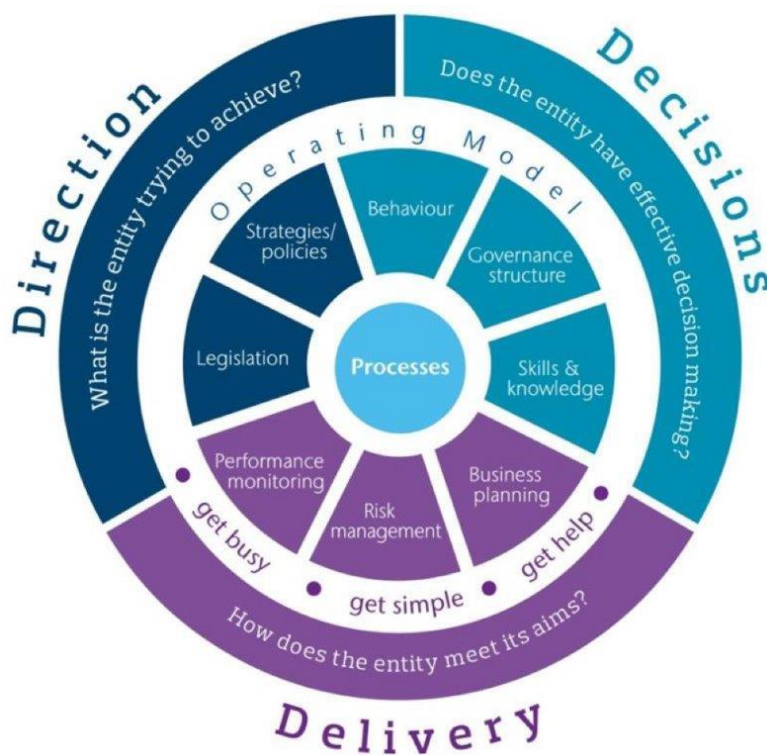 Direction
What is the entity trying to achieve?
Decisions
Does the entity have effective decision making?
Operating Model
Behaviour
Governance
structure
Skills &
knowledge
Business
planning
Risk
management
Performance
monitoring
Legislation
Strategies/
policies
Processes
get busy
get simple
get help
How does the entity meet its aims?
Delivery